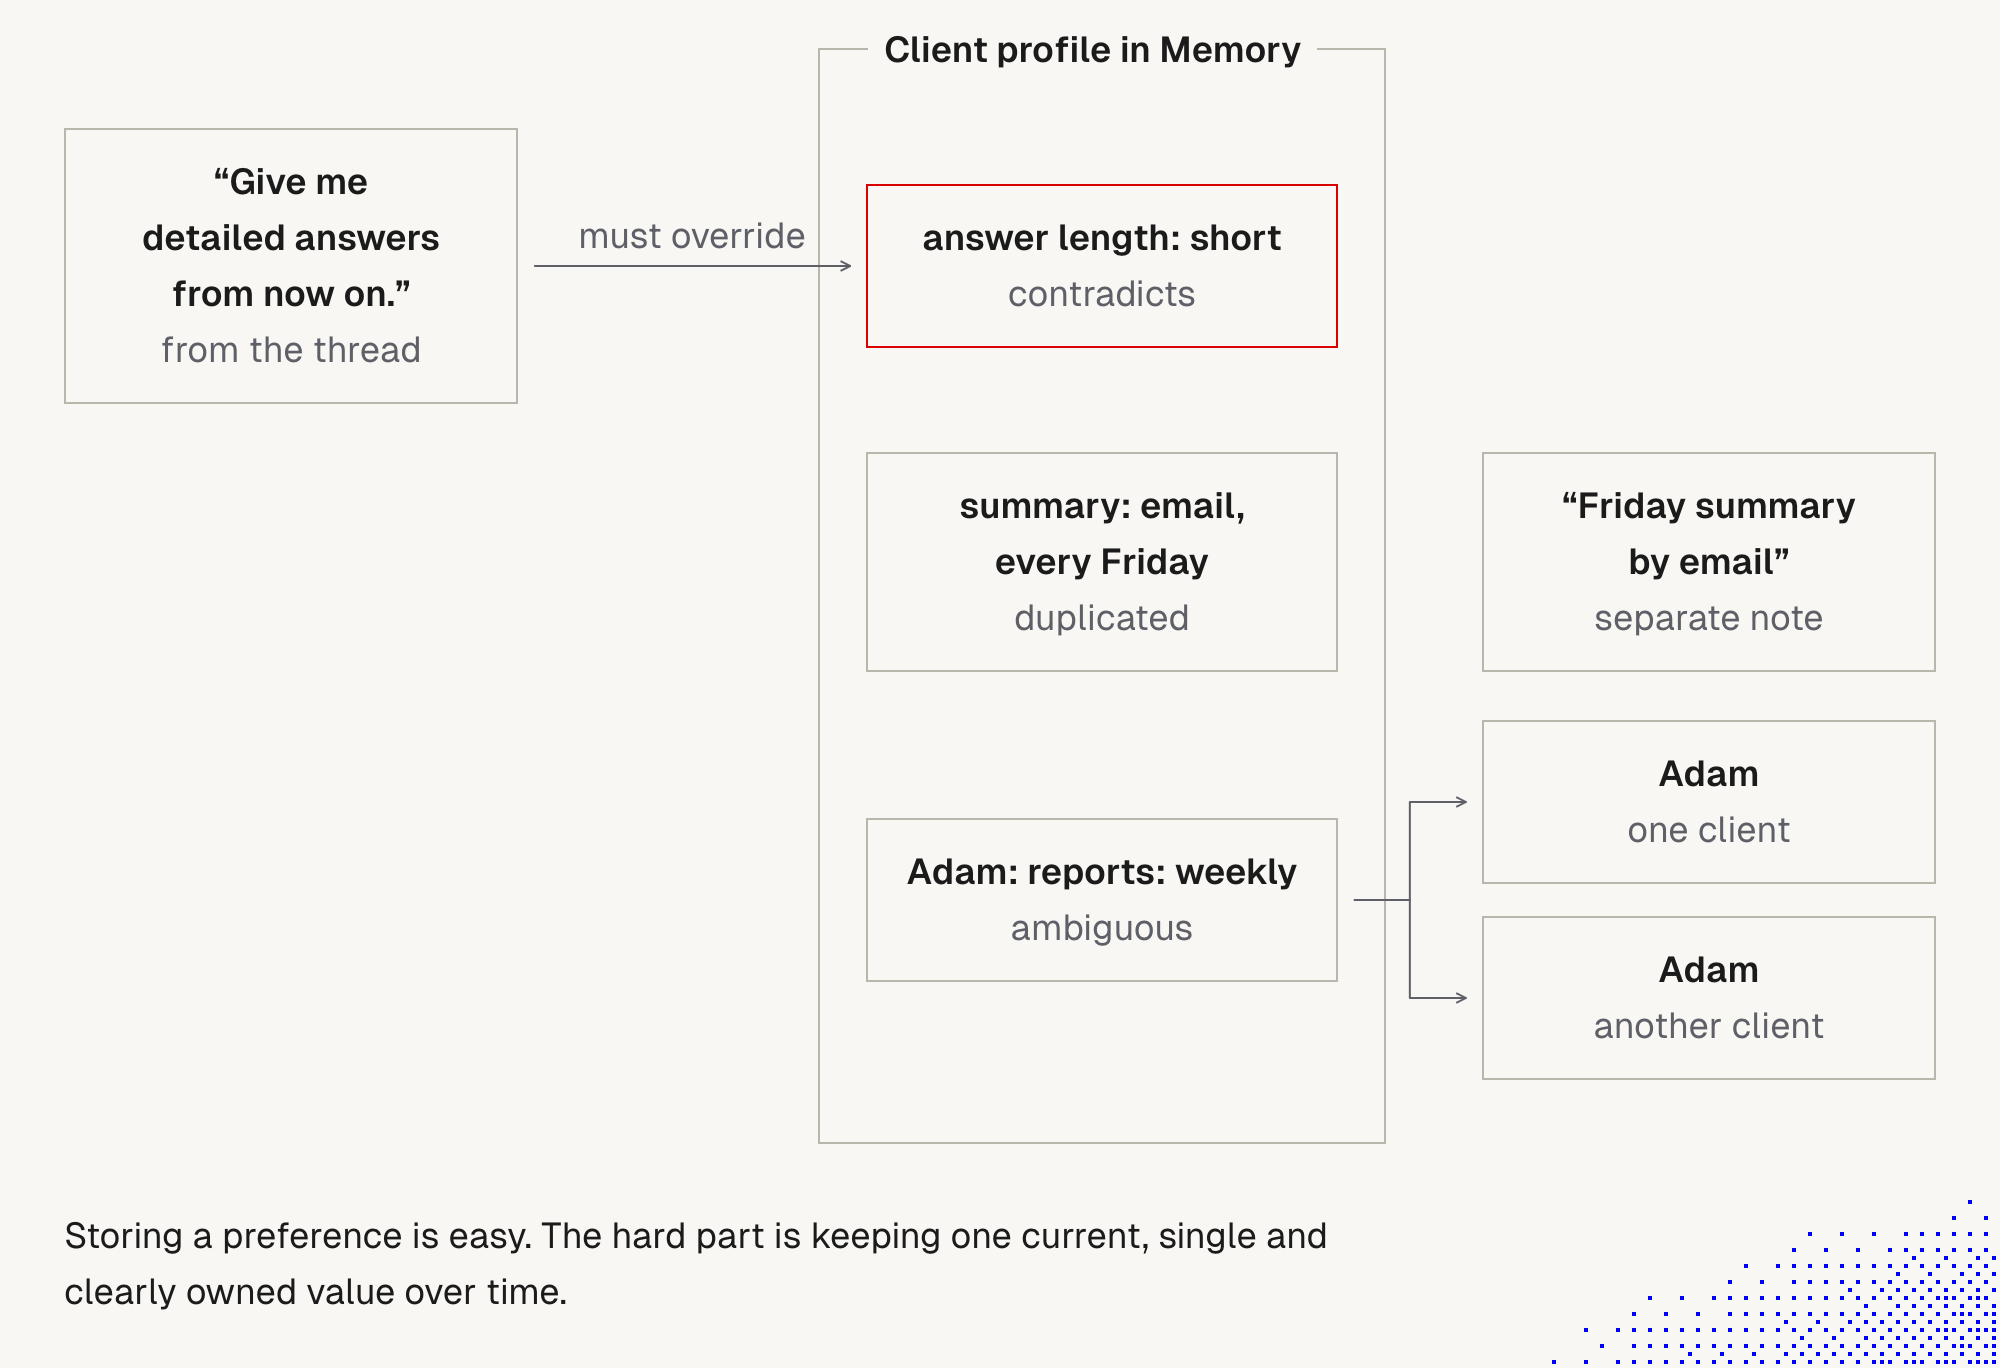 Client profile in Memory
“Give me
detailed answers
from now on.”
from the thread
must override
answer length: short
contradicts
summary: email,
every Friday
duplicated
“Friday summary
by email”
separate note
Adam: reports: weekly
ambiguous
Adam
one client
Adam
another client
Storing a preference is easy. The hard part is keeping one current, single and
clearly owned value over time.